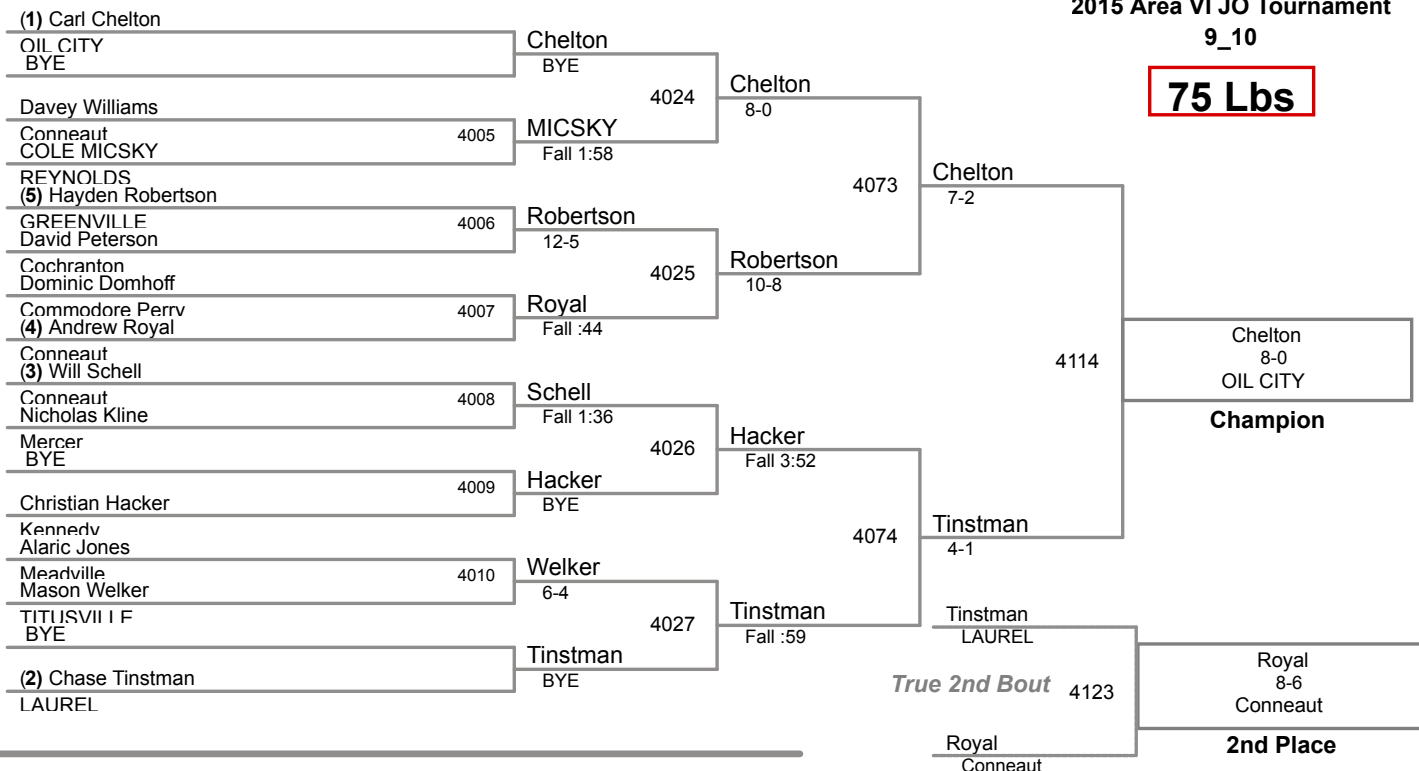 2015 Area VI JO Tournament
9_10
75 Lbs
(1) Carl Chelton
OIL CITY
BYE
Davey Williams
Conneaut
COLE MICSKY
REYNOLDS
(5) Hayden Robertson
GREENVILLE
David Peterson
Cochranton
Dominic Domhoff
Commodore Perry
(4) Andrew Royal
Conneaut
(3) Will Schell
Conneaut
Nicholas Kline
Mercer
BYE
Christian Hacker
Kennedy
Alaric Jones
Meadville
Mason Welker
TITUSVILLE
BYE
(2) Chase Tinstman
LAUREL
4005
4006
4007
4008
4009
4010
Chelton
BYE
MICSKY
Fall 1:58
Robertson
12-5
Royal
Fall :44
Schell
Fall 1:36
Hacker
BYE
Welker
6-4
Tinstman
BYE
4024
4025
4026
4027
Chelton
8-0
Robertson
10-8
Hacker
Fall 3:52
Tinstman
Fall :59
4073
4074
Chelton
7-2
Tinstman
4-1
4114
Chelton
8-0
OIL CITY
Champion
Tinstman
LAUREL
True 2nd Bout 4123
Royal
Conneaut
Royal
8-6
Conneaut
2nd Place